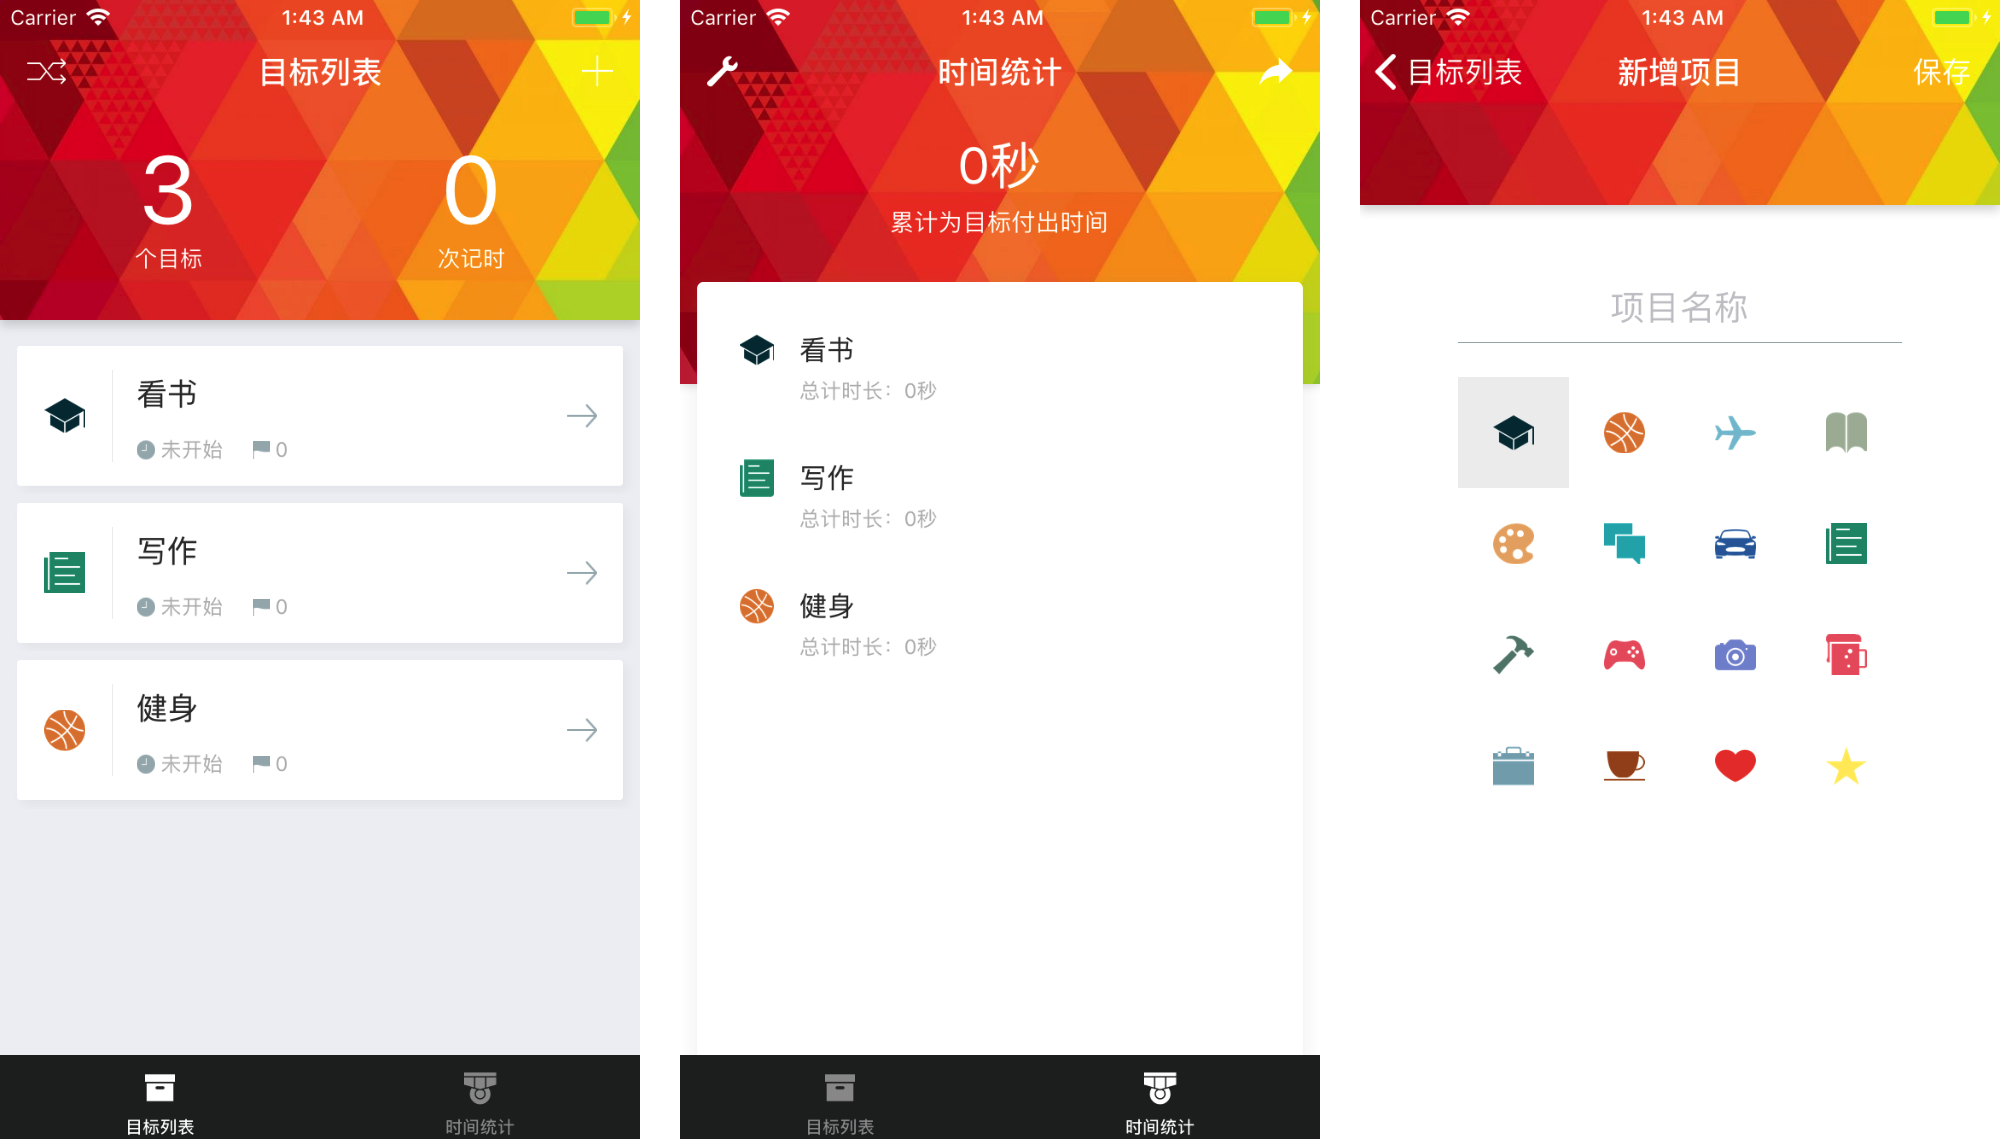 Carrier 1:43 AM
目标列表
3 0
个目标 次记时
看书
未开始 0
写作
未开始 0
健身
未开始 0
目标列表 时间统计
Carrier 1:43 AM
时间统计
0秒
累计为目标付出时间
看书
总计时长：0秒
写作
总计时长：0秒
健身
总计时长：0秒
目标列表 时间统计
Carrier 1:43 AM
目标列表 新增项目 保存
项目名称